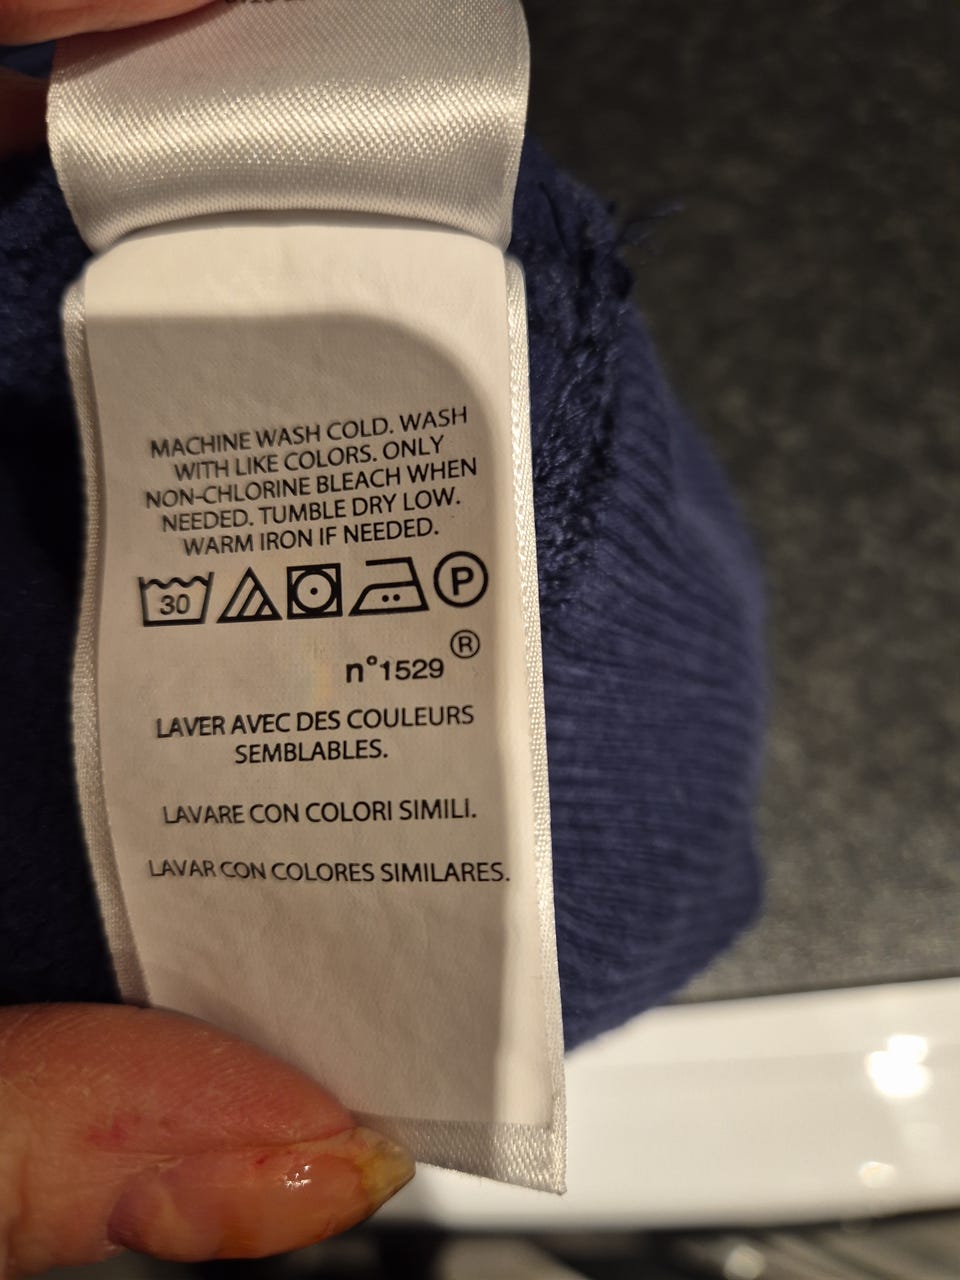 MACHINE WASH COLD. WASH
WITH LIKE COLORS. ONLY
NON-CHLORINE BLEACH WHEN
NEEDED. TUMBLE DRY LOW.
WARM IRON IF NEEDED.
30 P
n°1529 ®
LAVER AVEC DES COULEURS
SEMBLABLES.
LAVARE CON COLORI SIMILI.
LAVAR CON COLORES SIMILARES.